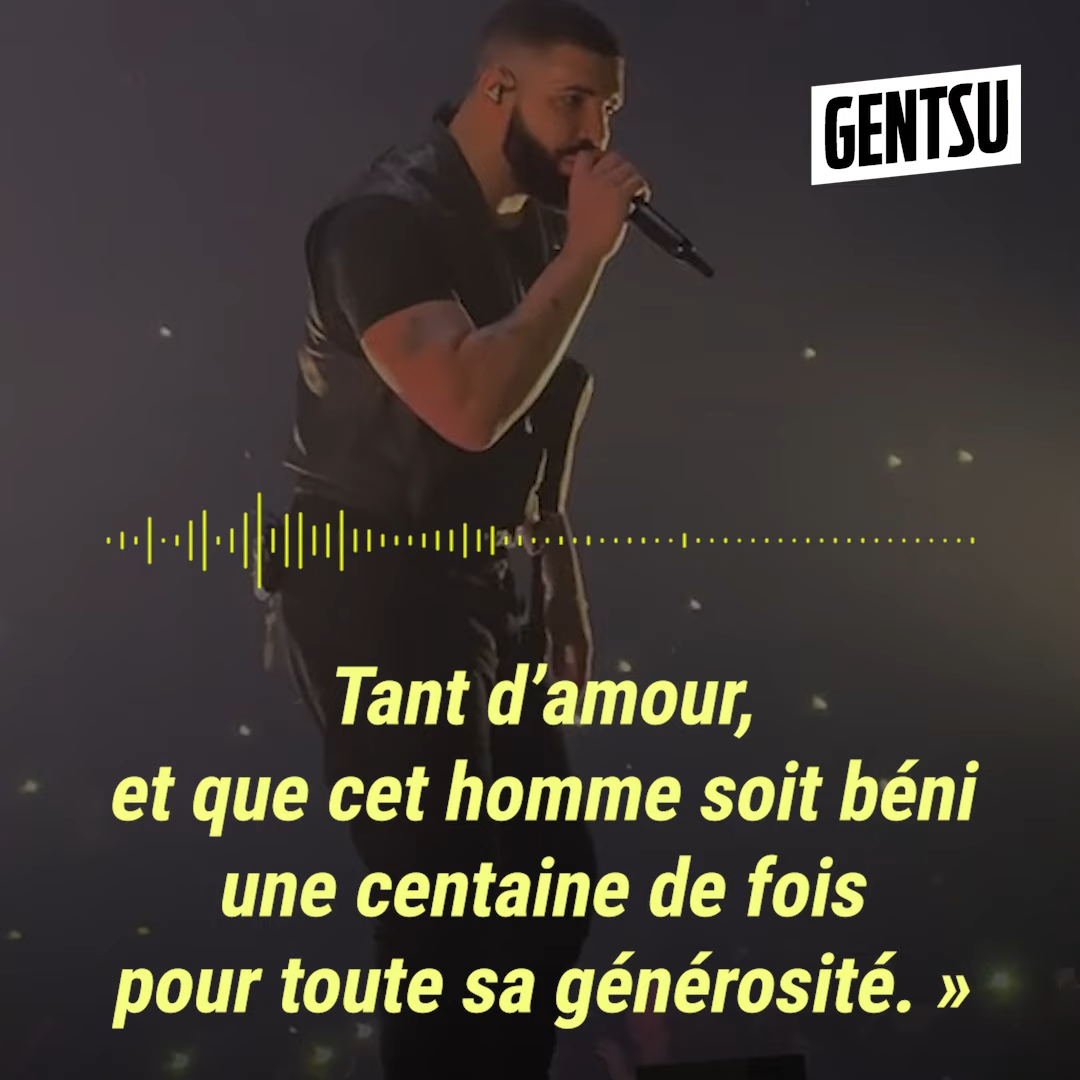 GENTSU
Tant d’amour,
et que cet homme soit béni
une centaine de fois
pour toute sa générosité. »